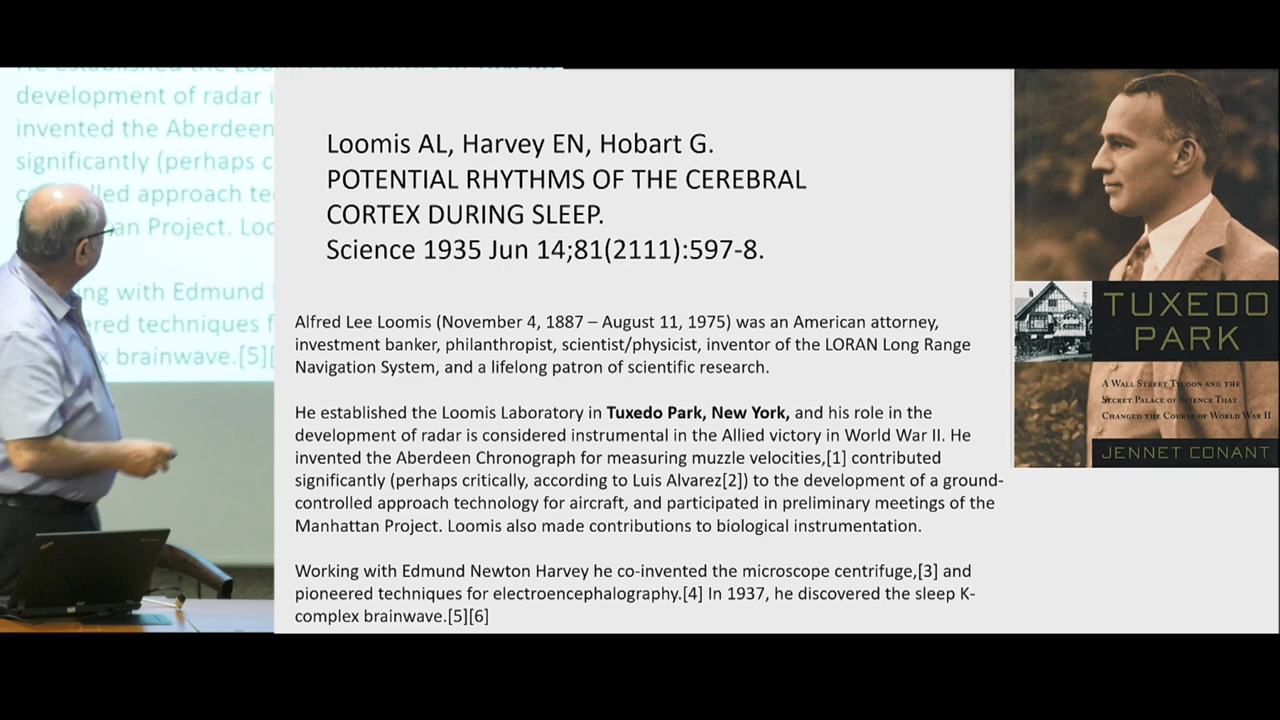 development of radar i
invented the Aberdeen
significantly (perhaps c
led approach te
an Project. Loo
ng with Edmund
ered techniques f
x brainwave.[5][
Loomis AL, Harvey EN, Hobart G.
POTENTIAL RHYTHMS OF THE CEREBRAL
CORTEX DURING SLEEP.
Science 1935 Jun 14;81(2111):597-8.
Alfred Lee Loomis (November 4, 1887 – August 11, 1975) was an American attorney,
investment banker, philanthropist, scientist/physicist, inventor of the LORAN Long Range
Navigation System, and a lifelong patron of scientific research.
He established the Loomis Laboratory in Tuxedo Park, New York, and his role in the
development of radar is considered instrumental in the Allied victory in World War II. He
invented the Aberdeen Chronograph for measuring muzzle velocities,[1] contributed
significantly (perhaps critically, according to Luis Alvarez[2]) to the development of a ground-
controlled approach technology for aircraft, and participated in preliminary meetings of the
Manhattan Project. Loomis also made contributions to biological instrumentation.
Working with Edmund Newton Harvey he co-invented the microscope centrifuge,[3] and
pioneered techniques for electroencephalography.[4] In 1937, he discovered the sleep K-
complex brainwave.[5][6]
TUXEDO
PARK
A Wall Street Tycoon and the
Secret Palace of Science That
Changed the Course of World War II
JENNET CONANT